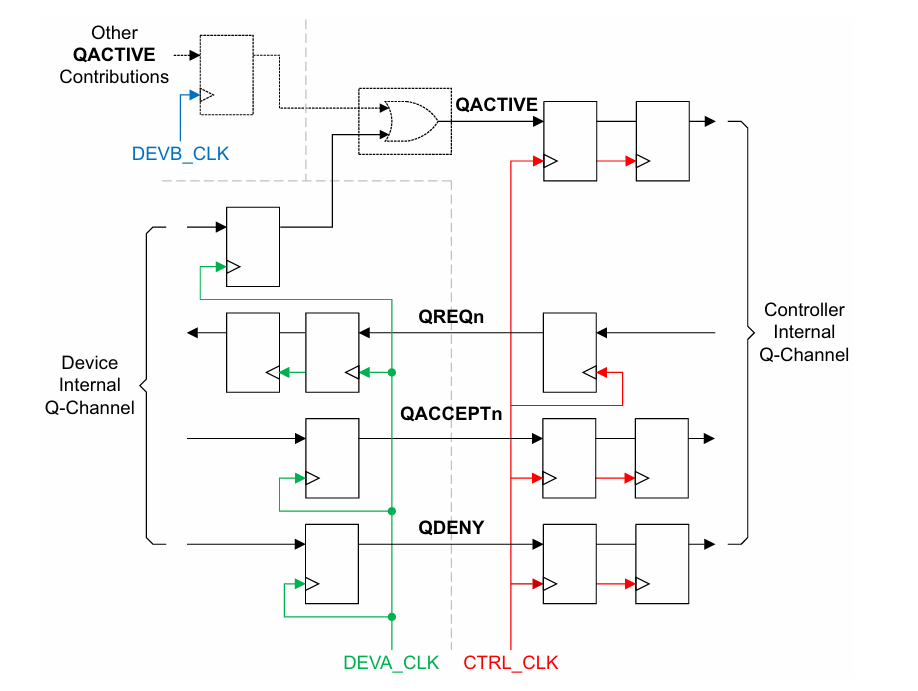 Other
QACTIVE
Contributions
DEVB_CLK
QACTIVE
QREQn
Controller
Internal
Q-Channel
Device
Internal
Q-Channel
QACCEPTn
QDENY
DEVA_CLK
CTRL_CLK